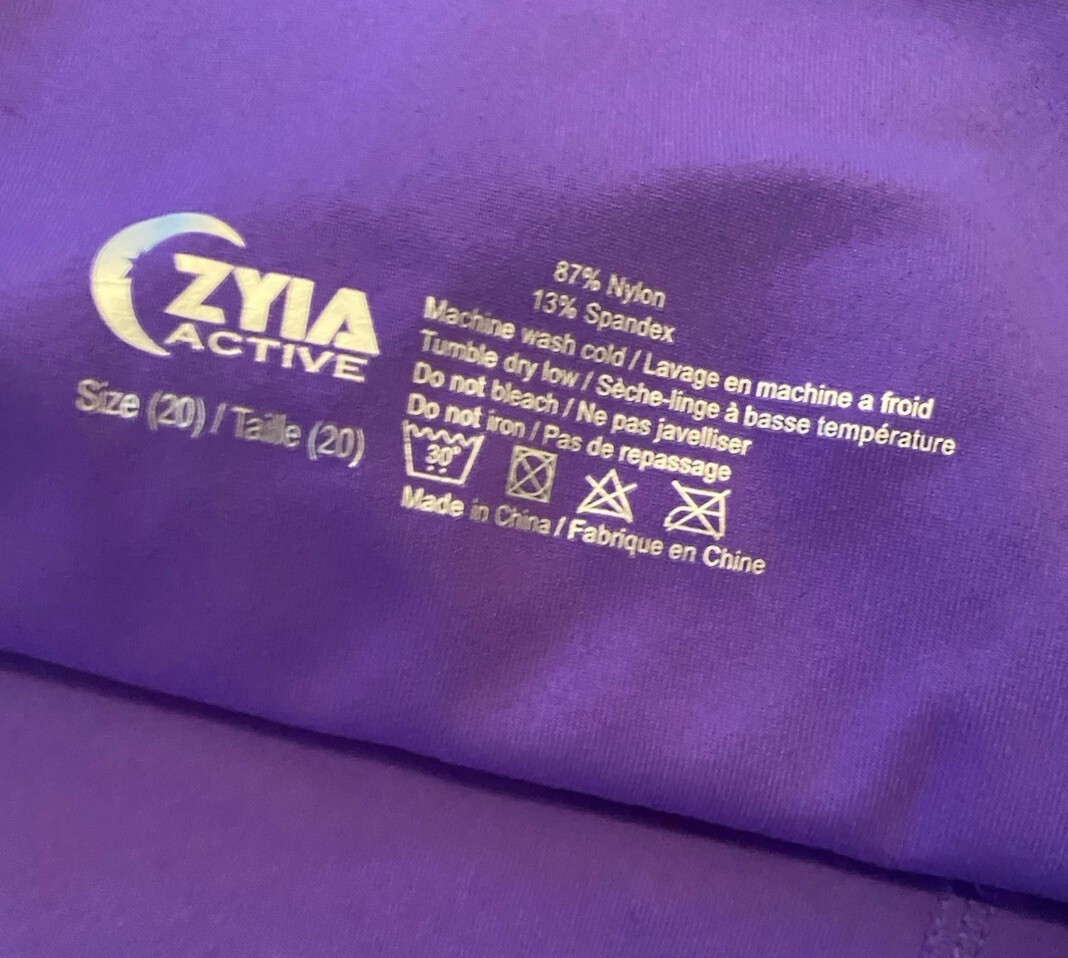 ZYIA
ACTIVE
Size (20) / Taille (20)
87% Nylon
13% Spandex
Machine wash cold / Lavage en machine a froid
Tumble dry low / Sèche-linge à basse température
Do not bleach / Ne pas javelliser
Do not iron / Pas de repassage
30°
Made in China / Fabrique en Chine